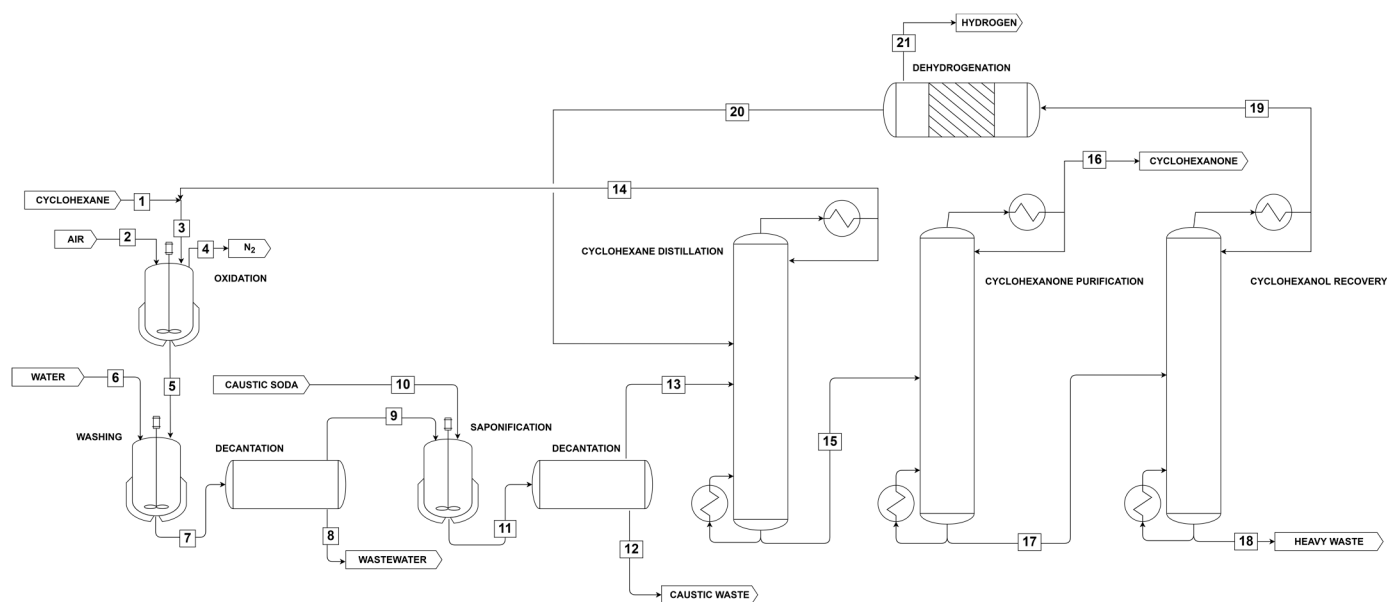 HYDROGEN
21
DEHYDROGENATION
20
19
16
CYCLOHEXANONE
14
CYCLOHEXANE
1
3
AIR
2
4
N₂
OXIDATION
CYCLOHEXANE DISTILLATION
CYCLOHEXANONE PURIFICATION
CYCLOHEXANOL RECOVERY
WATER
6
5
CAUSTIC SODA
10
13
9
SAPONIFICATION
WASHING
DECANTATION
DECANTATION
15
7
8
11
12
17
18
HEAVY WASTE
WASTEWATER
CAUSTIC WASTE